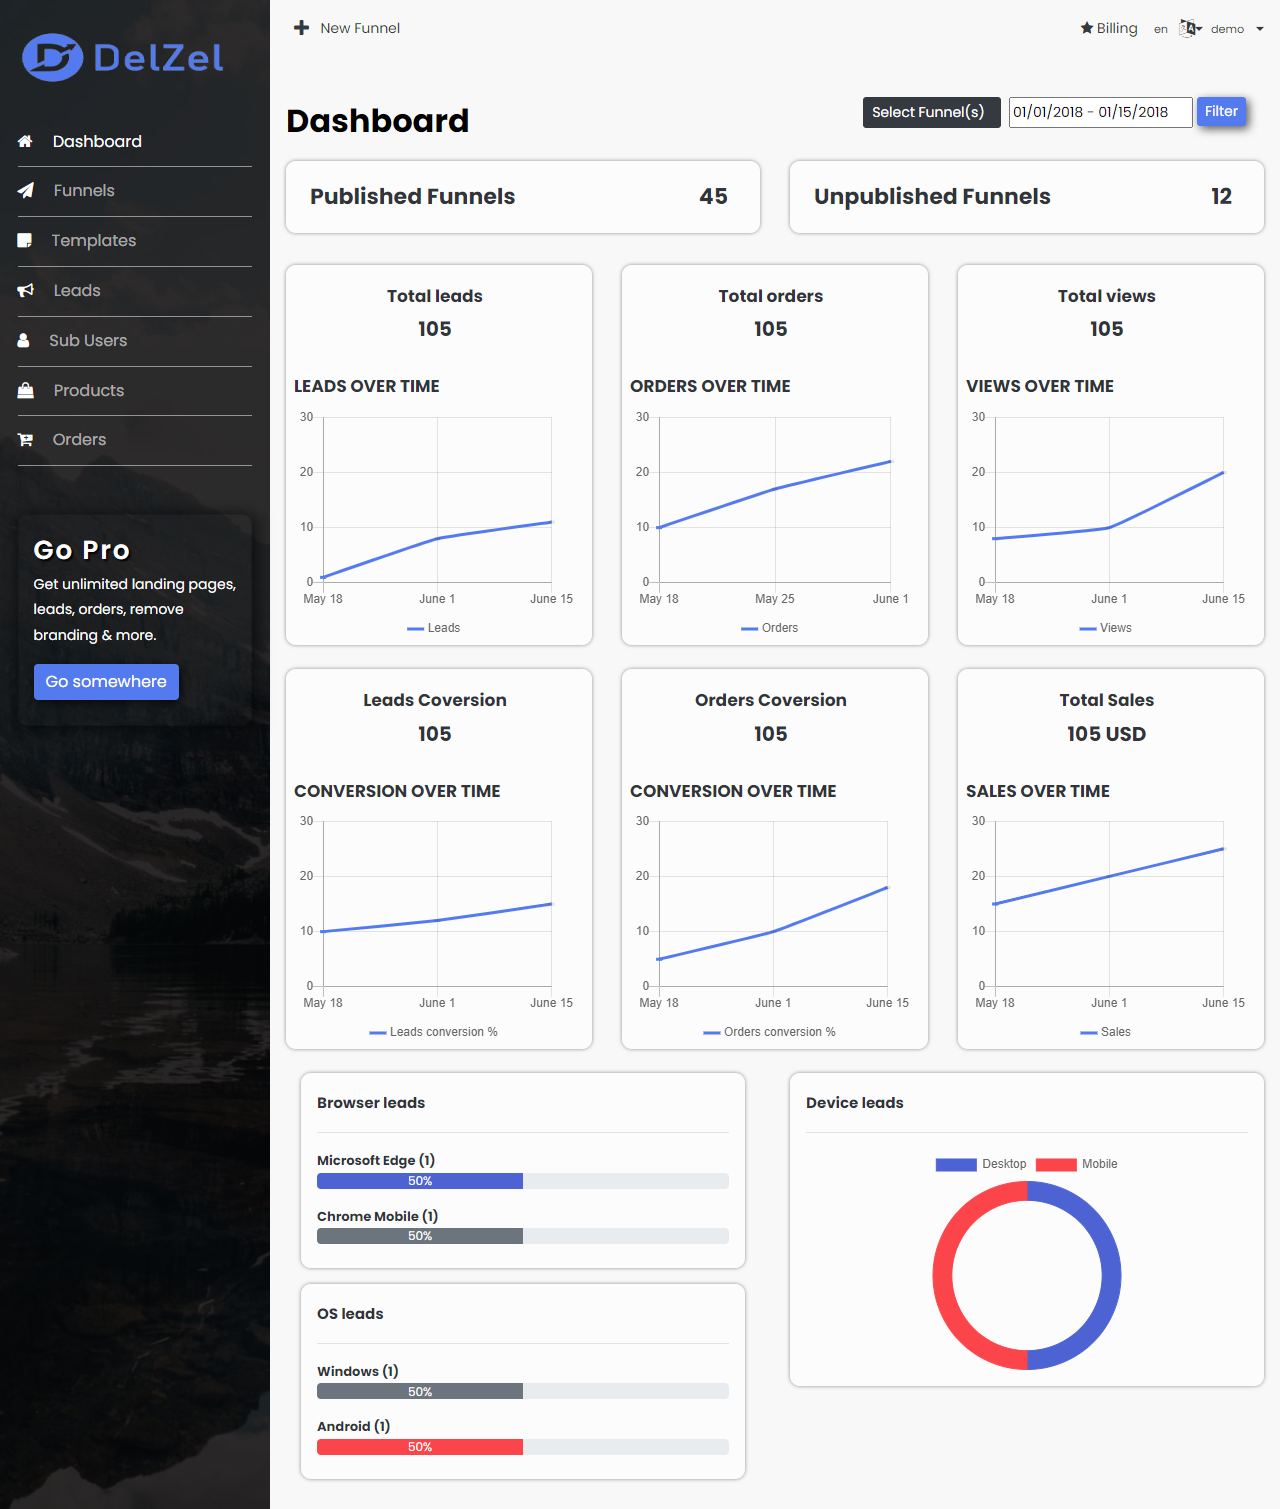 DelZel
Dashboard
Funnels
Templates
Leads
Sub Users
Products
Orders
Go Pro
Get unlimited landing pages,
leads, orders, remove
branding & more.
Go somewhere
New Funnel
Billing
en
demo
Dashboard
Select Funnel(s)
01/01/2018 - 01/15/2018
Filter
Published Funnels 45
Unpublished Funnels 12
Total leads
105
LEADS OVER TIME
30
20
10
0
May 18 June 1 June 15
Leads
Total orders
105
ORDERS OVER TIME
30
20
10
0
May 18 May 25 June 1
Orders
Total views
105
VIEWS OVER TIME
30
20
10
0
May 18 June 1 June 15
Views
Leads Coversion
105
CONVERSION OVER TIME
30
20
10
0
May 18 June 1 June 15
Leads conversion %
Orders Coversion
105
CONVERSION OVER TIME
30
20
10
0
May 18 June 1 June 15
Orders conversion %
Total Sales
105 USD
SALES OVER TIME
30
20
10
0
May 18 June 1 June 15
Sales
Browser leads
Microsoft Edge (1)
50%
Chrome Mobile (1)
50%
OS leads
Windows (1)
50%
Android (1)
50%
Device leads
Desktop Mobile